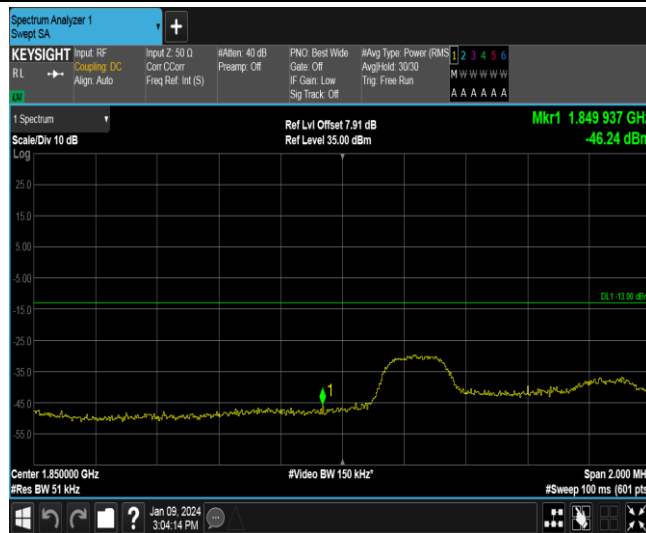 Spectrum Analyzer 1
Swept SA
+
KEYSIGHT
RL
LXI
Input: RF
Coupling: DC
Align: Auto
Input Z: 50 Ω
Corr CCorr
Freq Ref: Int (S)
#Atten: 40 dB
Preamp: Off
PNO: Best Wide
Gate: Off
IF Gain: Low
Sig Track: Off
#Avg Type: Power (RMS
Avg|Hold: 30/30
Trig: Free Run
1 2 3 4 5 6
M W W W W W
A A A A A A
1 Spectrum
Scale/Div 10 dB
Log
Ref Lvl Offset 7.91 dB
Ref Level 35.00 dBm
Mkr1 1.849 937 GHz
-46.24 dBm
25.0
15.0
5.00
-5.00
-15.0
-25.0
-35.0
-45.0
-55.0
DL1 -13.00 dBm
1
Center 1.850000 GHz
#Res BW 51 kHz
#Video BW 150 kHz*
Span 2.000 MH
#Sweep 100 ms (601 pts
?
Jan 09, 2024
3:04:14 PM